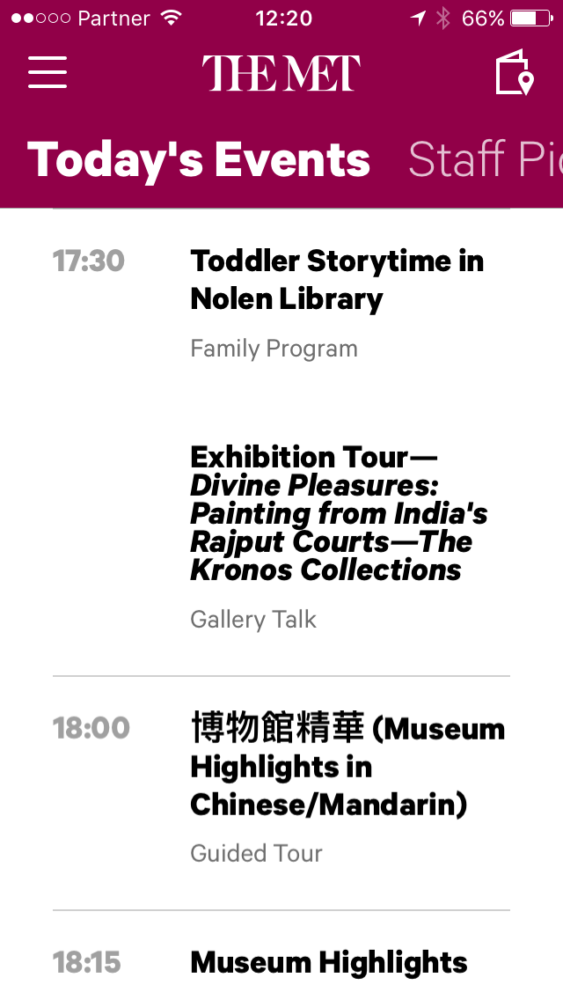 Partner 12:20 66%
THE MET
Today's Events Staff Pic
17:30 Toddler Storytime in
Nolen Library
Family Program
Exhibition Tour—
Divine Pleasures:
Painting from India's
Rajput Courts—The
Kronos Collections
Gallery Talk
18:00 博物館精華 (Museum
Highlights in
Chinese/Mandarin)
Guided Tour
18:15 Museum Highlights